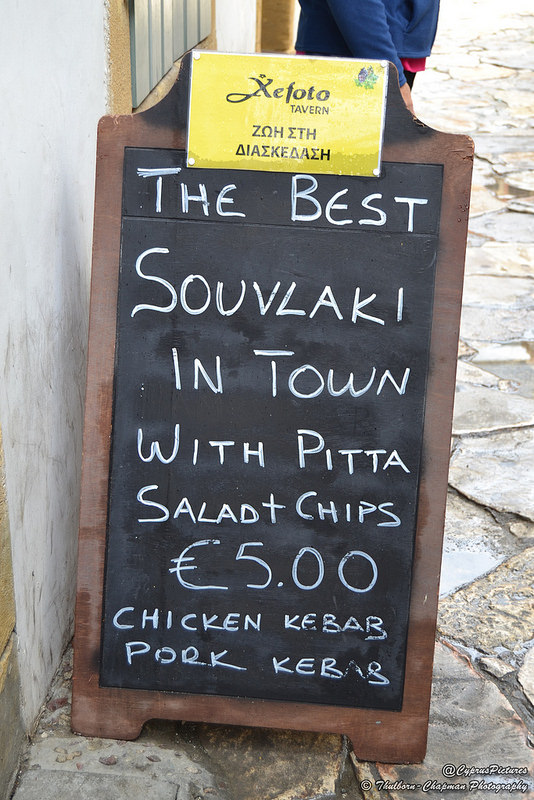 Xefoto
TAVERN
ΖΩΗ ΣΤΗ
ΔΙΑΣΚΕΔΑΣΗ
THE BEST
SOUVLAKI
IN TOWN
WITH PITTA
SALAD + CHIPS
€5.00
CHICKEN KEBAB
PORK KEBAB
@CyprusPictures
© Thulborn-Chapman Photography